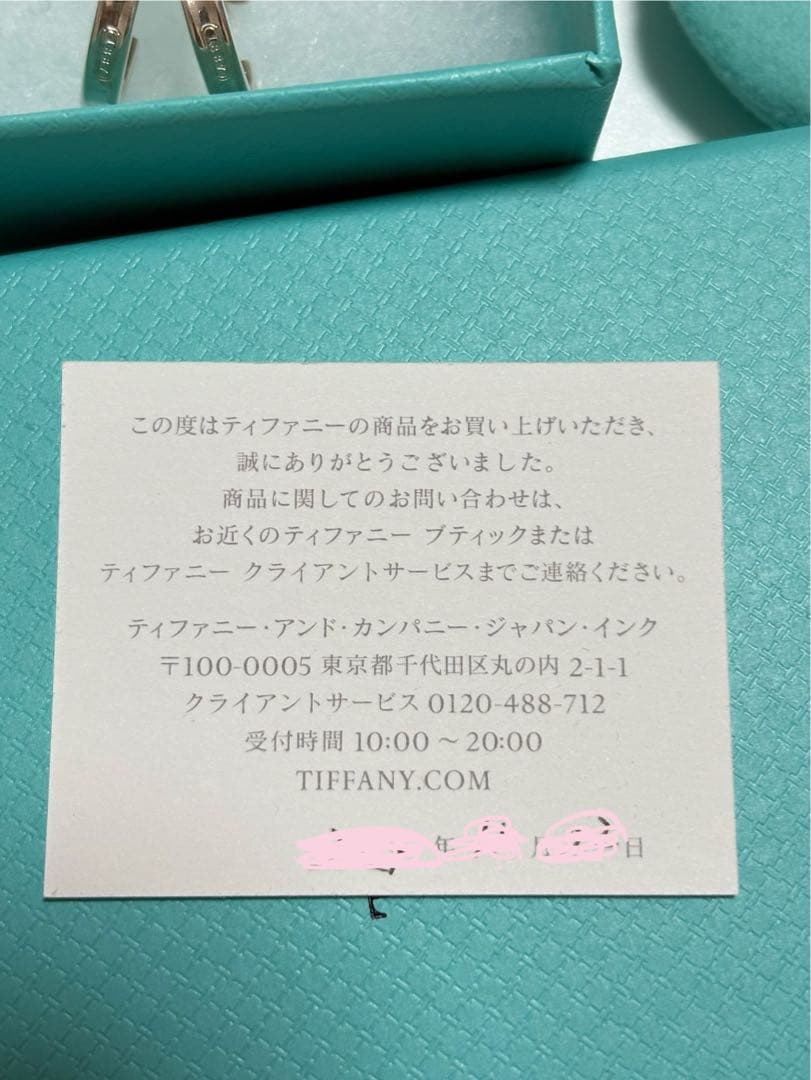 1837
1837
この度はティファニーの商品をお買い上げいただき、
誠にありがとうございました。
商品に関してのお問い合わせは、
お近くのティファニー ブティックまたは
ティファニー クライアントサービスまでご連絡ください。
ティファニー・アンド・カンパニー・ジャパン・インク
〒100-0005 東京都千代田区丸の内 2-1-1
クライアントサービス 0120-488-712
受付時間 10:00 ~ 20:00
TIFFANY.COM
年 月 日